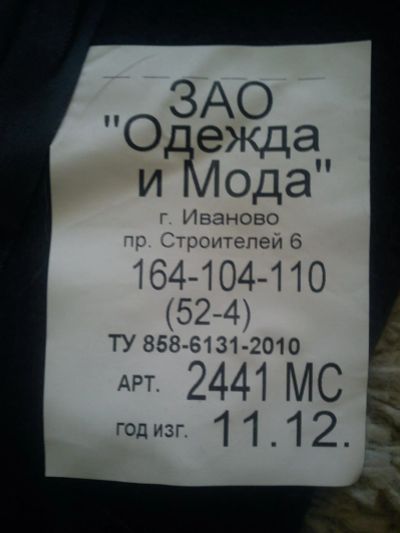 ЗАО
"Одежда
и Мода"
г. Иваново
пр. Строителей 6
164-104-110
(52-4)
ТУ 858-6131-2010
АРТ. 2441 МС
ГОД ИЗГ. 11.12.